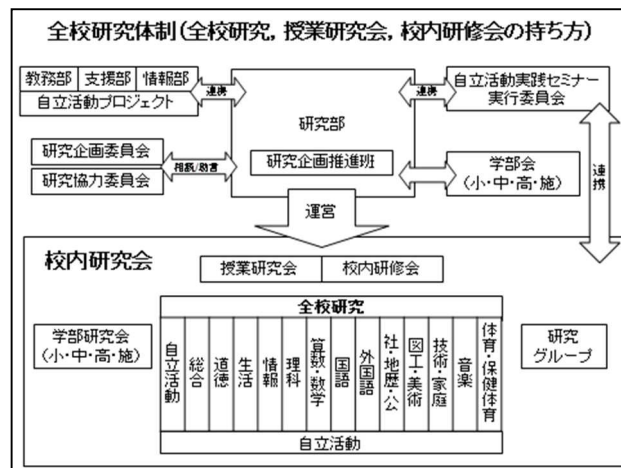 全校研究体制(全校研究，授業研究会，校内研修会の持ち方)
教務部 支援部 情報部
自立活動プロジェクト
連携
研究部
連携
自立活動実践セミナー
実行委員会
研究企画委員会
研究協力委員会
相談/助言
研究企画推進班
学部会
(小・中・高・施)
連携
運営
校内研究会
授業研究会 校内研修会
全校研究
学部研究会
(小・中・高・施)
自立活動
総合
道徳
生活
情報
理科
算数・数学
国語
外国語
社・地歴・公
図工・美術
技術・家庭
音楽
体育・保健体育
研究
グループ
自立活動